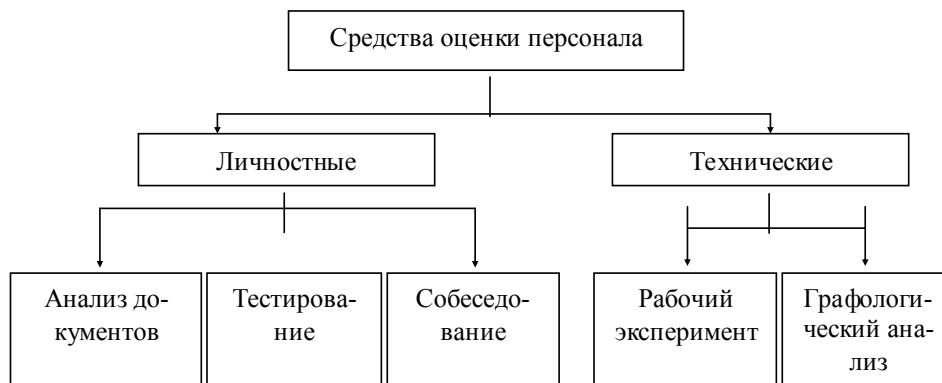 Средства оценки персонала
Личностные
Технические
Анализ до-
кументов
Тестирова-
ние
Собеседо-
вание
Рабочий
эксперимент
Графологи-
ческий ана-
лиз